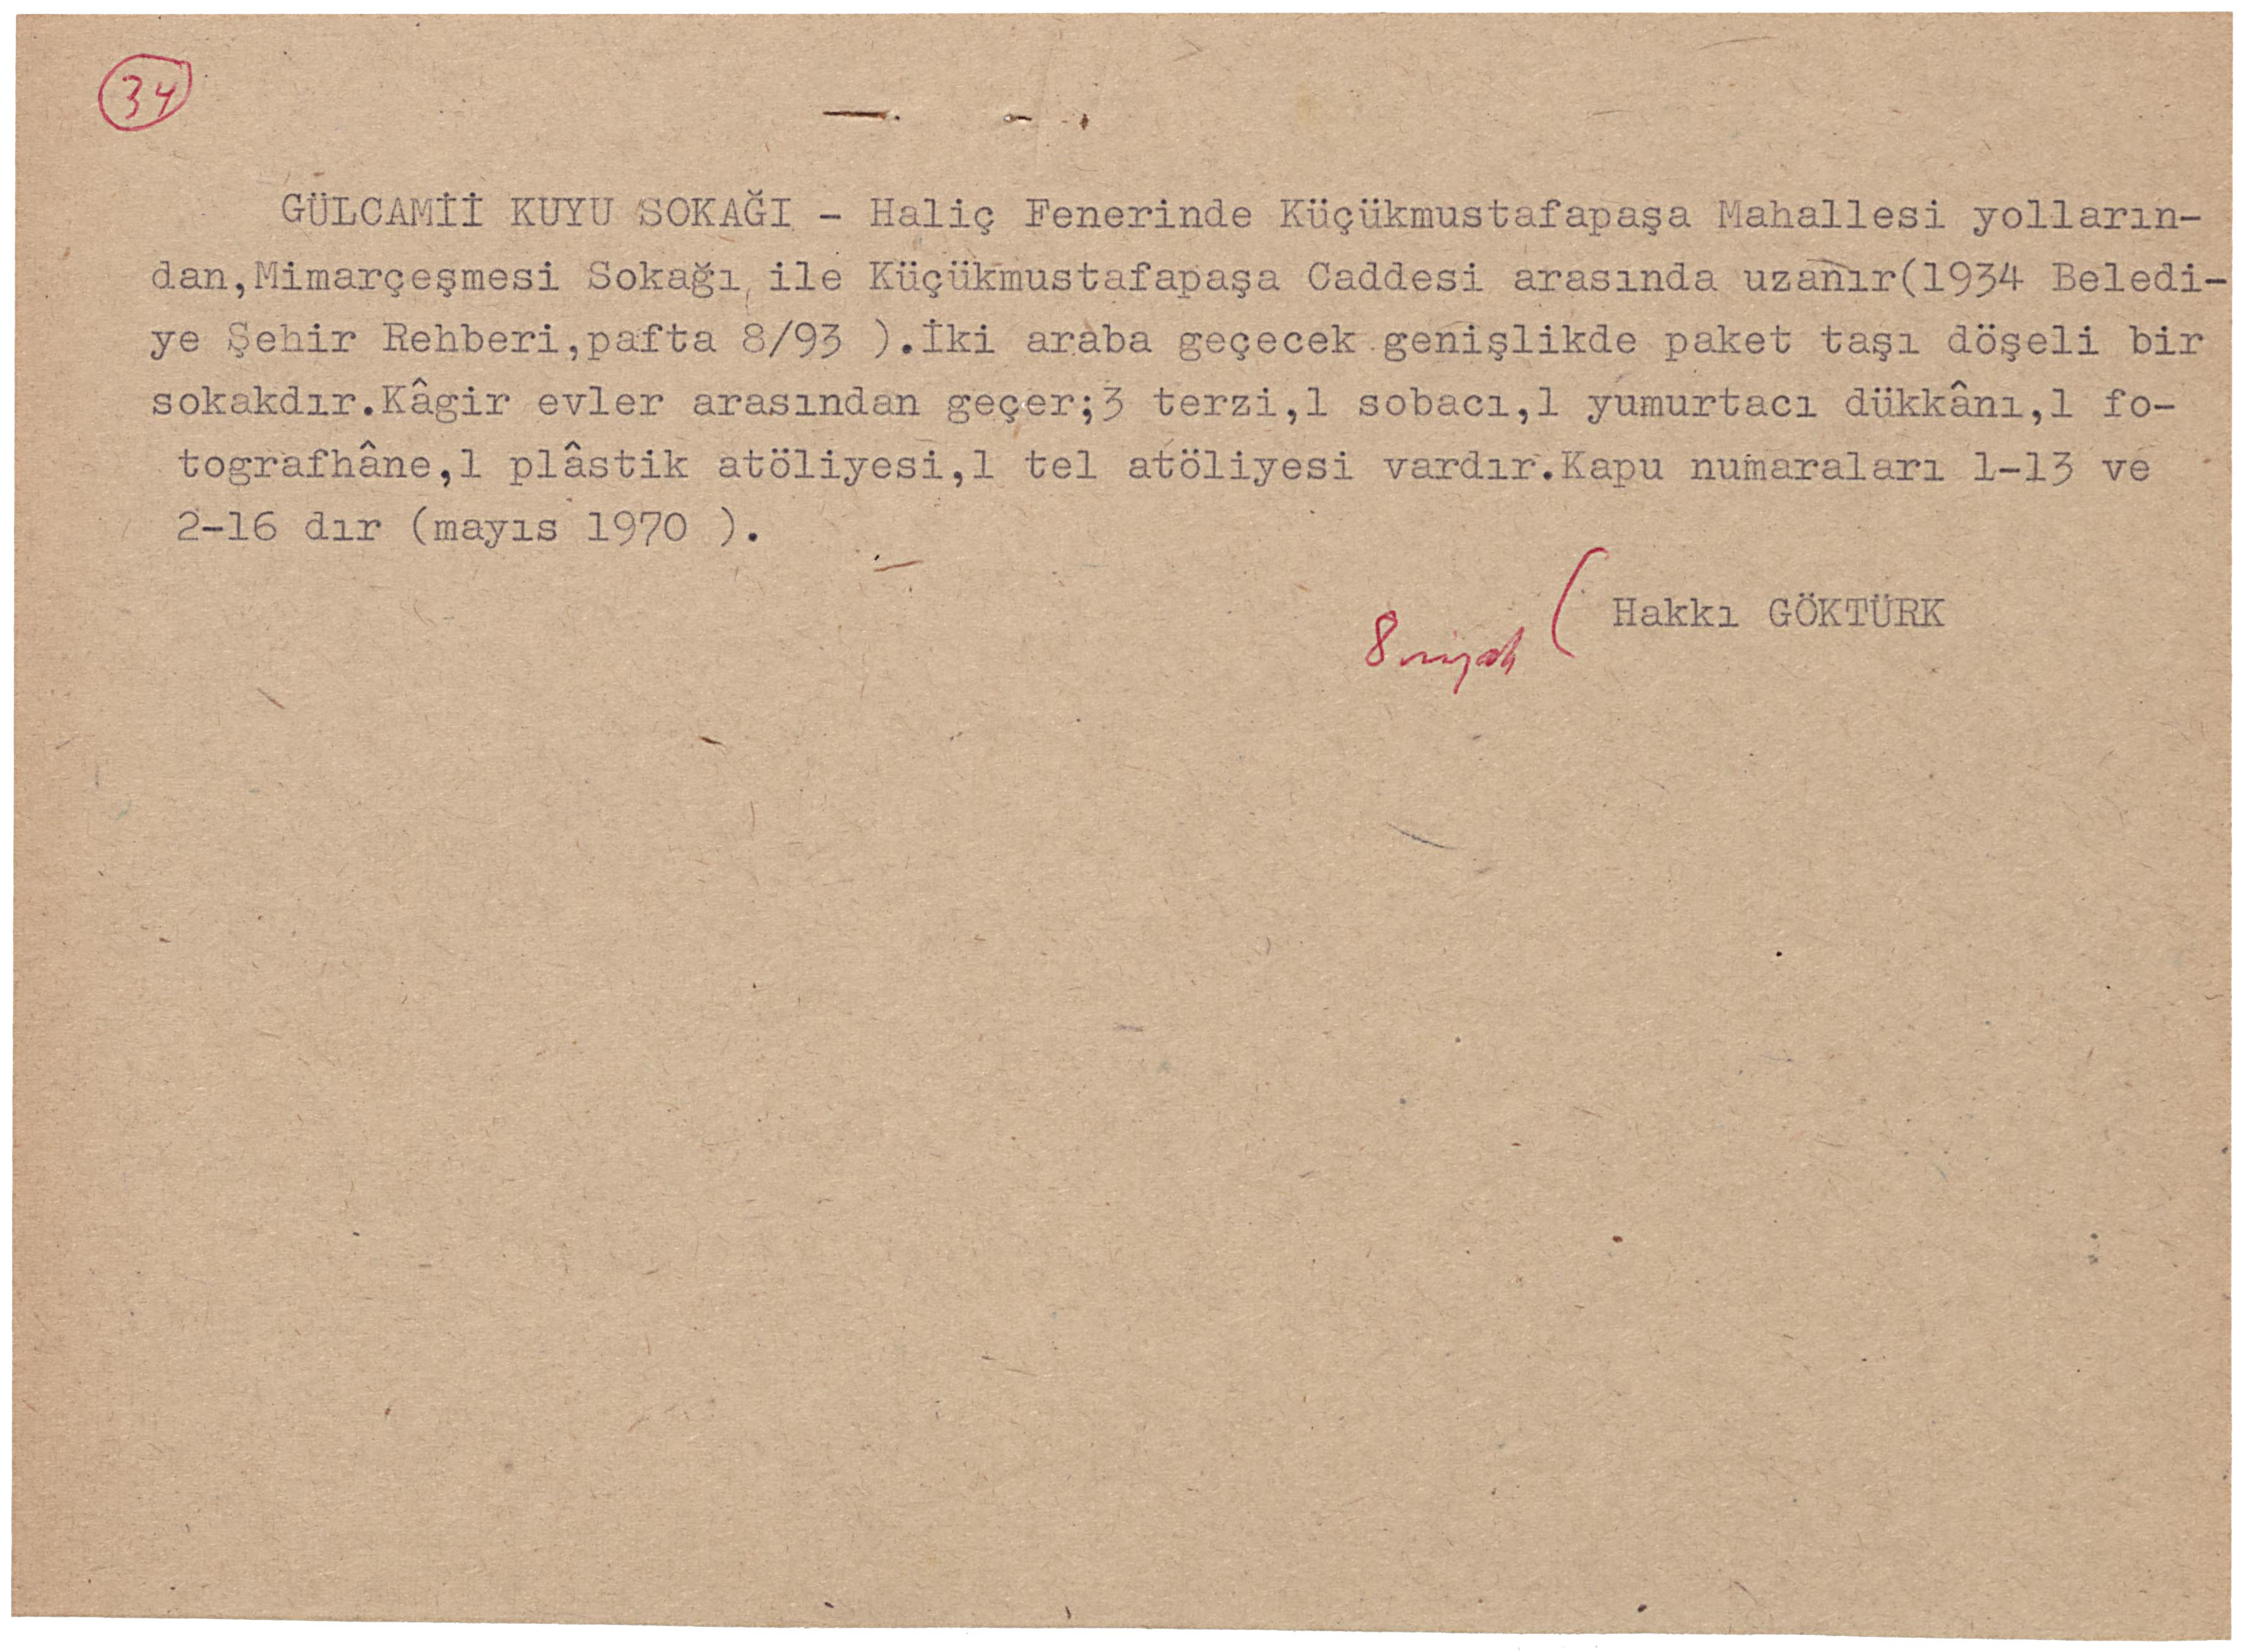 34
GÜLCAMİİ KUYU SOKAĞI - Haliç Fenerinde Küçükmustafapaşa Mahallesi yolların-
dan,Mimarçeşmesi Sokağı ile Küçükmustafapaşa Caddesi arasında uzanır(1934 Beledi-
ye Şehir Rehberi,pafta 8/93 ).İki araba geçecek genişlikde paket taşı döşeli bir
sokakdır.Kâgir evler arasından geçer;3 terzi,1 sobacı,1 yumurtacı dükkânı,1 fo-
tografhâne,1 plâstik atöliyesi,1 tel atöliyesi vardır.Kapu numaraları 1-13 ve
2-16 dır (mayıs 1970 ).
Hakkı GÖKTÜRK
8 siyah